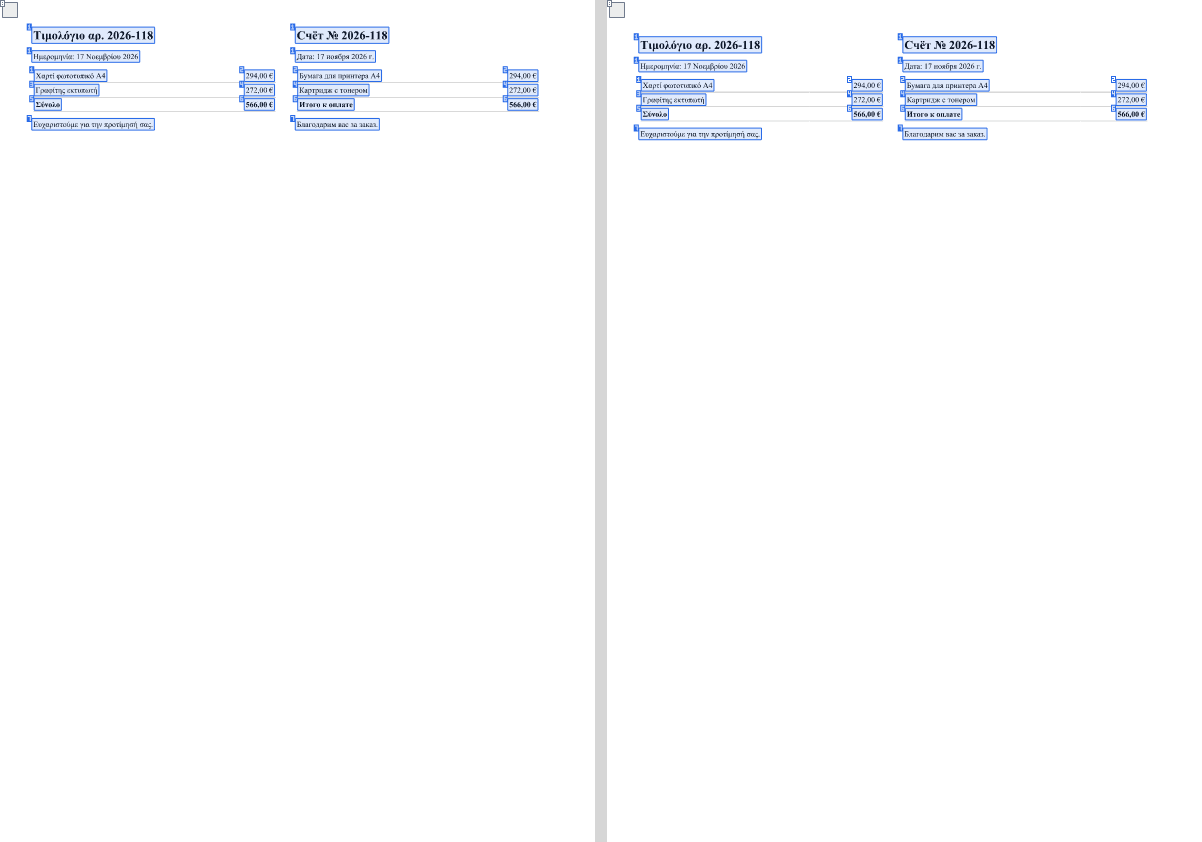 Τιμολόγιο αρ. 2026-118
Ημερομηνία: 17 Νοεμβρίου 2026
Χαρτί φωτοτυπικό A4 294,00 €
Γραφίτης εκτυπωτή 272,00 €
Σύνολο 566,00 €
Ευχαριστούμε για την προτίμησή σας.
Счёт № 2026-118
Дата: 17 ноября 2026 г.
Бумага для принтера A4 294,00 €
Картридж с тонером 272,00 €
Итого к оплате 566,00 €
Благодарим вас за заказ.
Τιμολόγιο αρ. 2026-118
Ημερομηνία: 17 Νοεμβρίου 2026
Χαρτί φωτοτυπικό A4 294,00 €
Γραφίτης εκτυπωτή 272,00 €
Σύνολο 566,00 €
Ευχαριστούμε για την προτίμησή σας.
Счёт № 2026-118
Дата: 17 ноября 2026 г.
Бумага для принтера A4 294,00 €
Картридж с тонером 272,00 €
Итого к оплате 566,00 €
Благодарим вас за заказ.